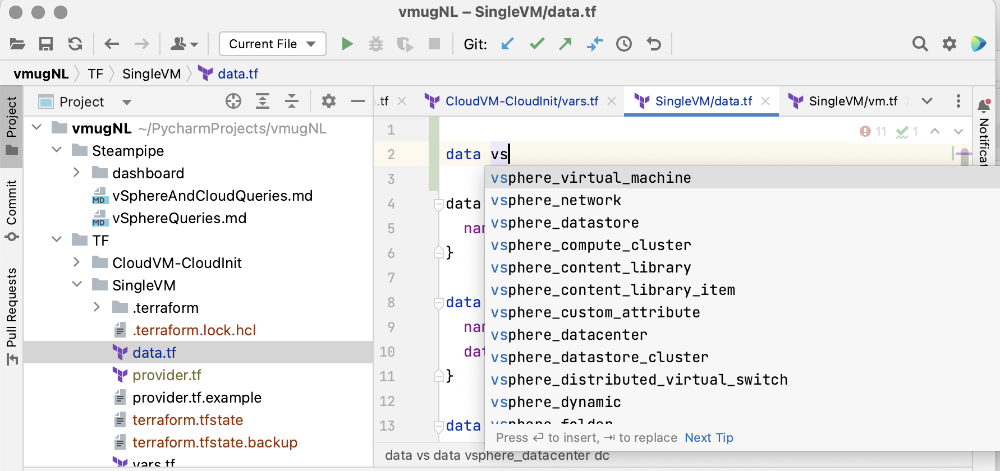 vmugNL – SingleVM/data.tf
Current File
Git:
vmugNL
TF
SingleVM
data.tf
Project
Commit
Pull Requests
Project
vmugNL ~/PycharmProjects/vmugNL
Steampipe
dashboard
MD vSphereAndCloudQueries.md
MD vSphereQueries.md
TF
CloudVM-CloudInit
SingleVM
.terraform
.terraform.lock.hcl
data.tf
provider.tf
provider.tf.example
terraform.tfstate
terraform.tfstate.backup
vars.tf
.tf
CloudVM-CloudInit/vars.tf
SingleVM/data.tf
SingleVM/vm.tf
11 1
1
2 data vs
3
4 data
5 nam
6 }
7
8 data
9 nam
10 dat
11 }
12
13 data
vsphere_virtual_machine
vsphere_network
vsphere_datastore
vsphere_compute_cluster
vsphere_content_library
vsphere_content_library_item
vsphere_custom_attribute
vsphere_datacenter
vsphere_datastore_cluster
vsphere_distributed_virtual_switch
vsphere_dynamic
vsphere_folder
Press ↵ to insert, ⇥ to replace Next Tip
data vs data vsphere_datacenter dc
Notificat